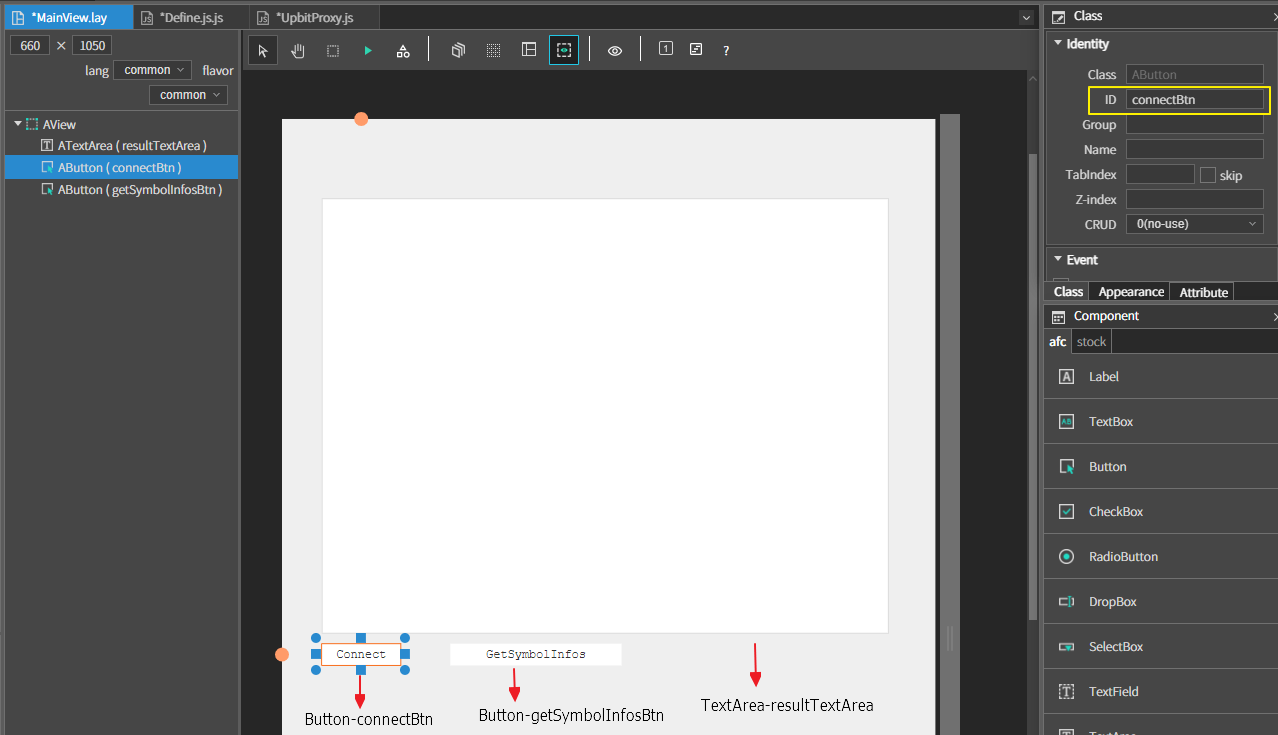 *MainView.lay
*Define.js.js
*UpbitProxy.js
660 × 1050
lang common flavor
common
AView
ATextArea ( resultTextArea )
AButton ( connectBtn )
AButton ( getSymbolInfosBtn )
1
?
Connect
GetSymbolInfos
Button-connectBtn
Button-getSymbolInfosBtn
TextArea-resultTextArea
Class
Identity
Class AButton
ID connectBtn
Group
Name
TabIndex skip
Z-index
CRUD 0(no-use)
Event
Class Appearance Attribute
Component
afc stock
Label
TextBox
Button
CheckBox
RadioButton
DropBox
SelectBox
TextField